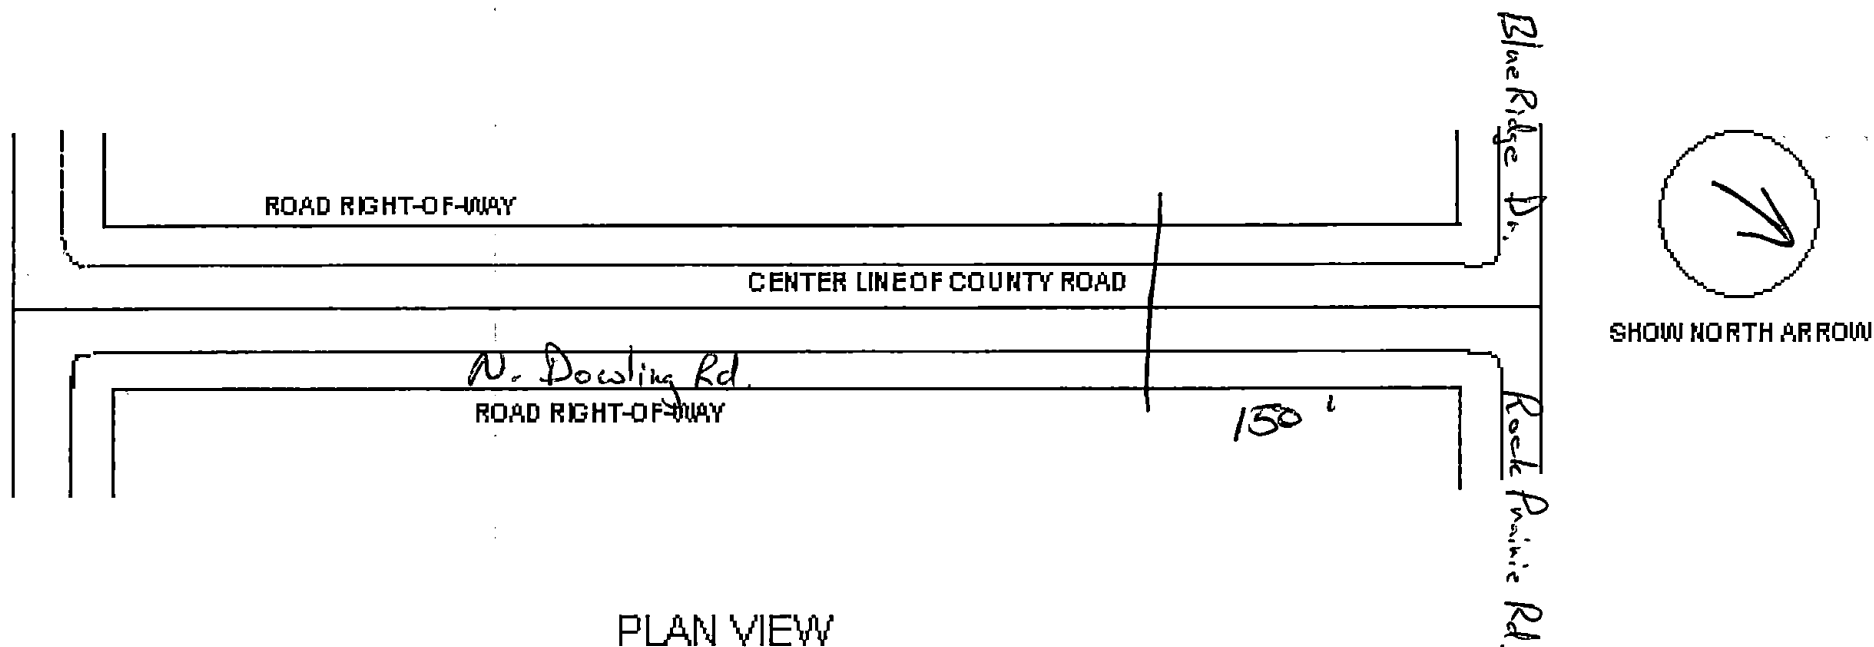 Blue Ridge Dr.
ROAD RIGHT-OF-WAY
CENTER LINE OF COUNTY ROAD
SHOW NORTH ARROW
N. Dowling Rd.
ROAD RIGHT-OF-WAY
150'
Rock Prairie Rd.
PLAN VIEW